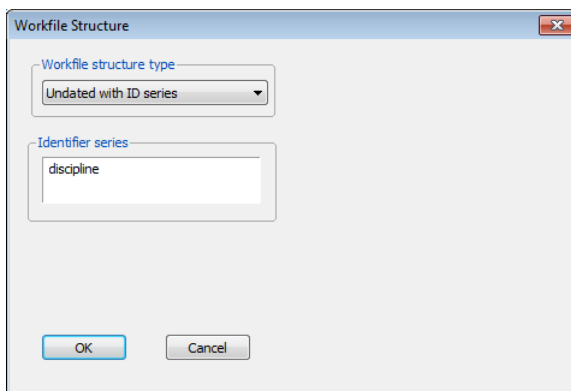 Workfile Structure
Workfile structure type
Undated with ID series
Identifier series
discipline
OK
Cancel